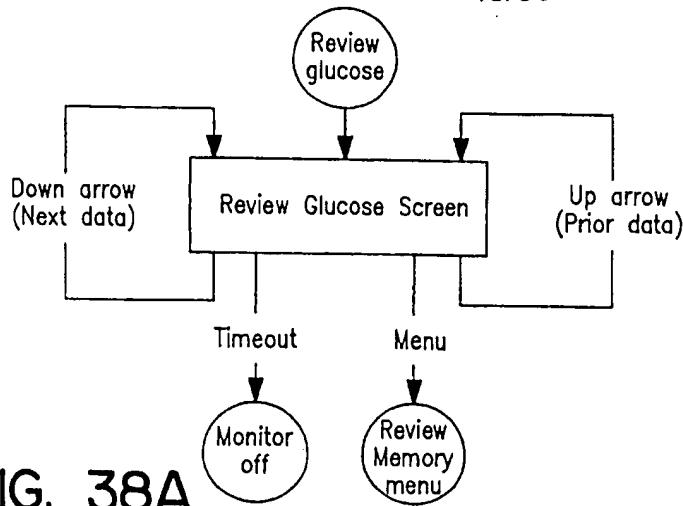 Review
glucose
Down arrow
(Next data)
Review Glucose Screen
Up arrow
(Prior data)
Timeout
Menu
Monitor
off
Review
Memory
menu
38A